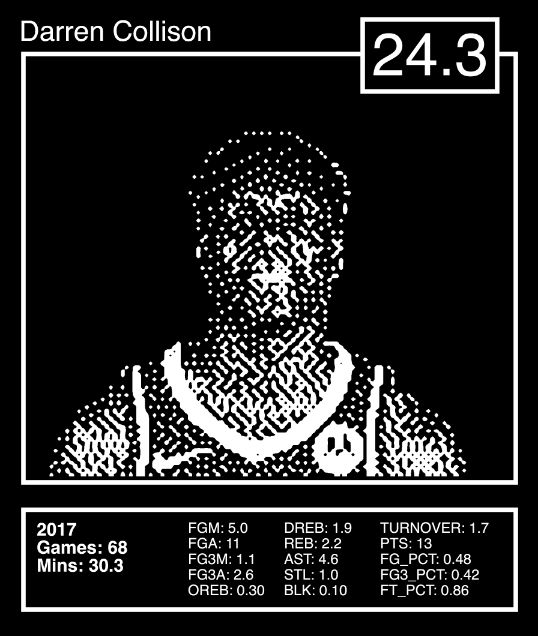 Darren Collison
24.3
2017
Games: 68
Mins: 30.3
FGM: 5.0
FGA: 11
FG3M: 1.1
FG3A: 2.6
OREB: 0.30
DREB: 1.9
REB: 2.2
AST: 4.6
STL: 1.0
BLK: 0.10
TURNOVER: 1.7
PTS: 13
FG_PCT: 0.48
FG3_PCT: 0.42
FT_PCT: 0.86